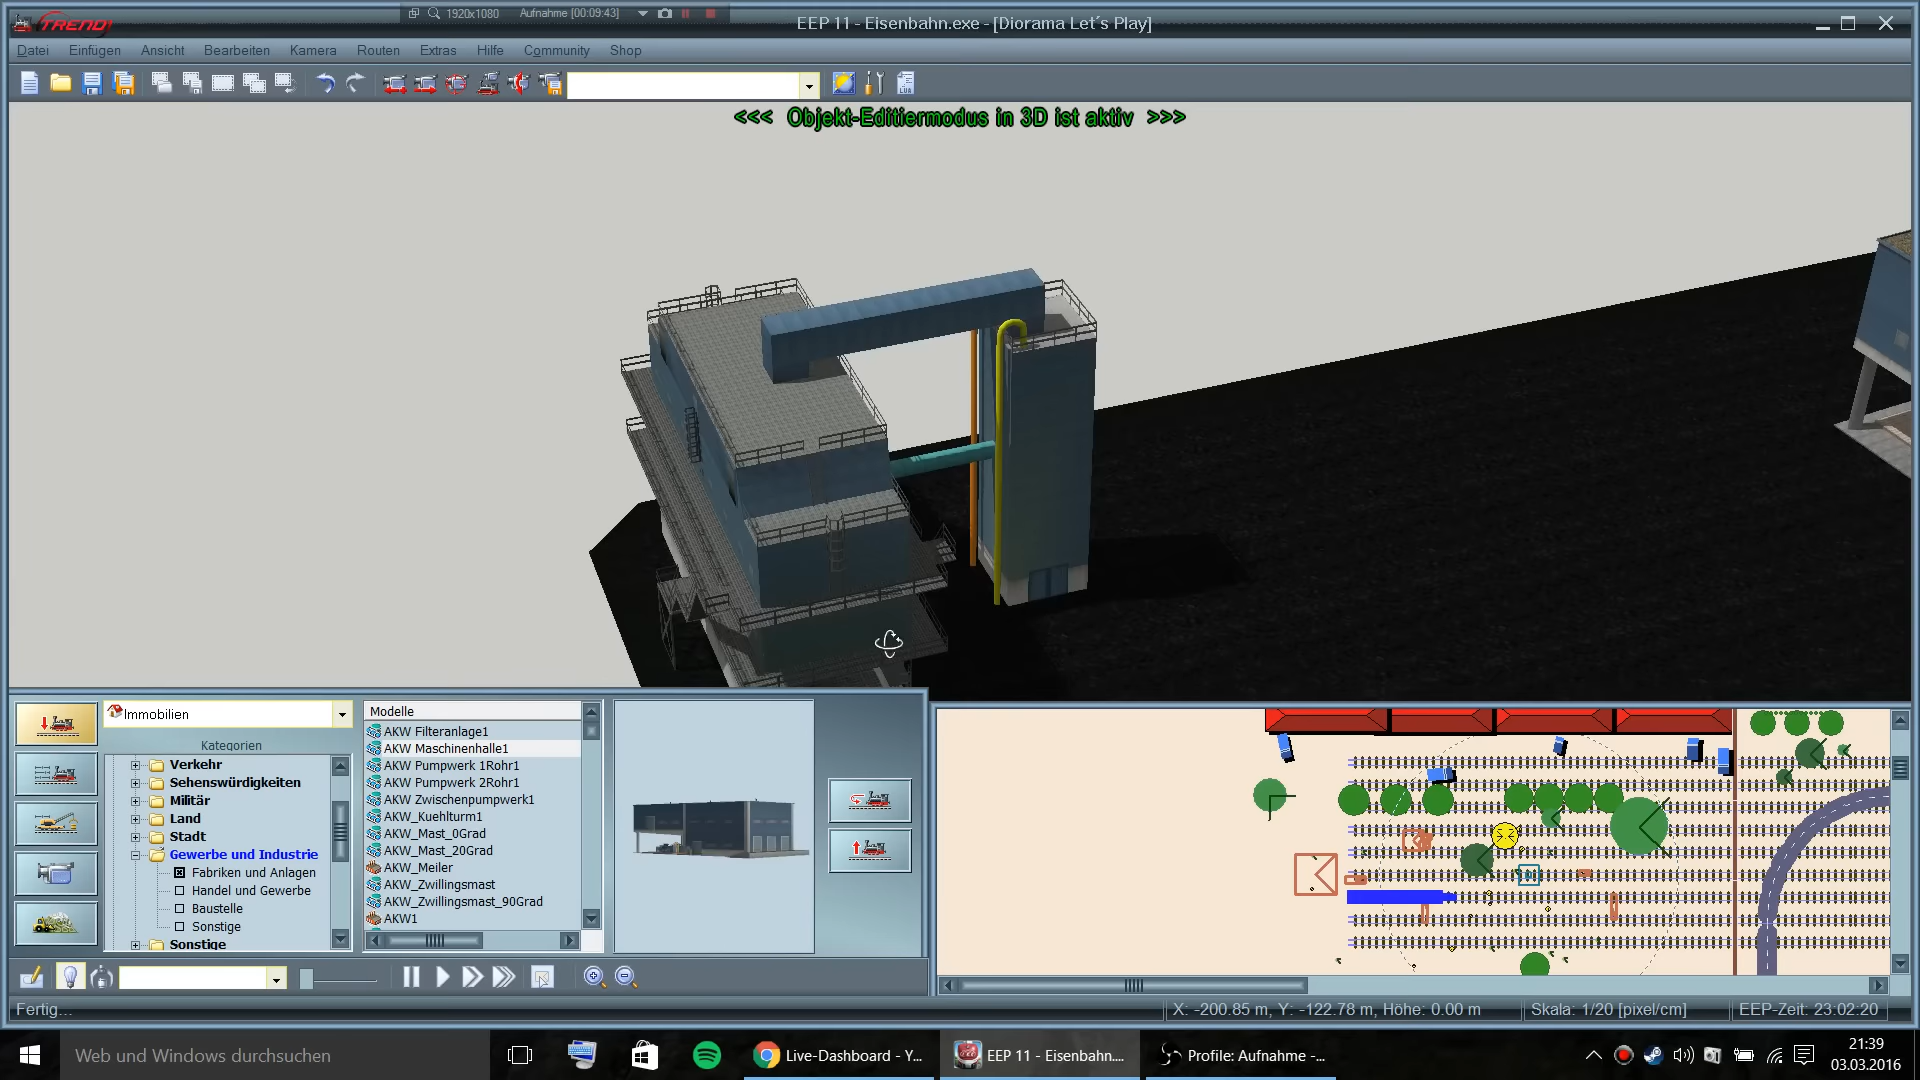 1920x1080 Aufnahme [00:09:43]
TREND
EEP 11 - Eisenbahn.exe - [Diorama Let´s Play]
Datei Einfügen Ansicht Bearbeiten Kamera Routen Extras Hilfe Community Shop
LUA
<<< Objekt-Editiermodus in 3D ist aktiv >>>
Immobilien
Kategorien
Verkehr
Sehenswürdigkeiten
Militär
Land
Stadt
Gewerbe und Industrie
Fabriken und Anlagen
Handel und Gewerbe
Baustelle
Sonstige
Sonstige
Modelle
AKW Filteranlage1
AKW Maschinenhalle1
AKW Pumpwerk 1Rohr1
AKW Pumpwerk 2Rohr1
AKW Zwischenpumpwerk1
AKW_Kuehlturm1
AKW_Mast_0Grad
AKW_Mast_20Grad
AKW_Meiler
AKW_Zwillingsmast
AKW_Zwillingsmast_90Grad
AKW1
Fertig...
X: -200.85 m, Y: -122.78 m, Höhe: 0.00 m
Skala: 1/20 [pixel/cm]
EEP-Zeit: 23:02:20
Web und Windows durchsuchen
Live-Dashboard - Y...
EEP 11 - Eisenbahn....
Profile: Aufnahme -...
21:39
03.03.2016